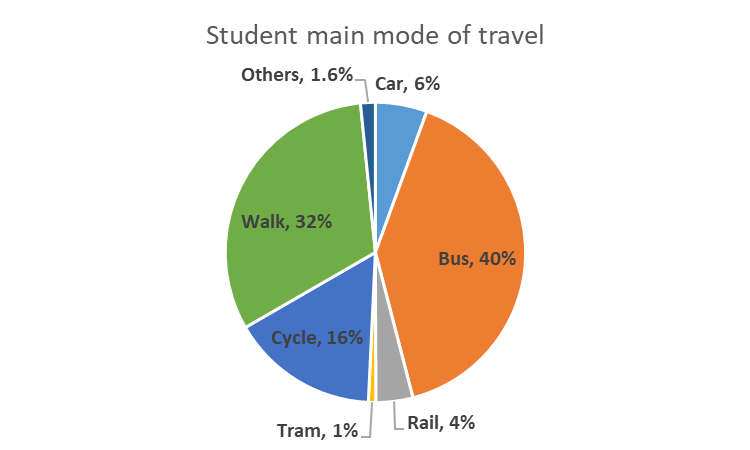 Student main mode of travel
Others, 1.6%
Car, 6%
Walk, 32%
Bus, 40%
Cycle, 16%
Tram, 1%
Rail, 4%